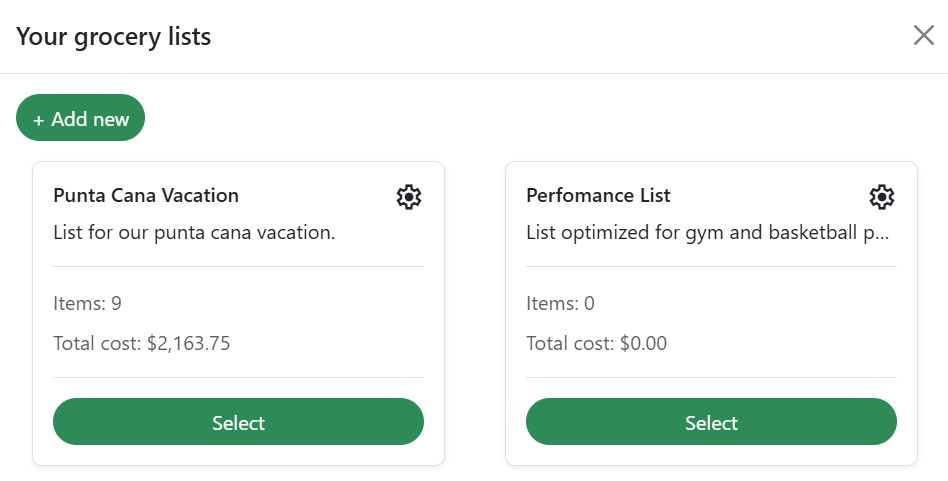 Your grocery lists
+ Add new
Punta Cana Vacation
List for our punta cana vacation.
Items: 9
Total cost: $2,163.75
Select
Perfomance List
List optimized for gym and basketball p...
Items: 0
Total cost: $0.00
Select